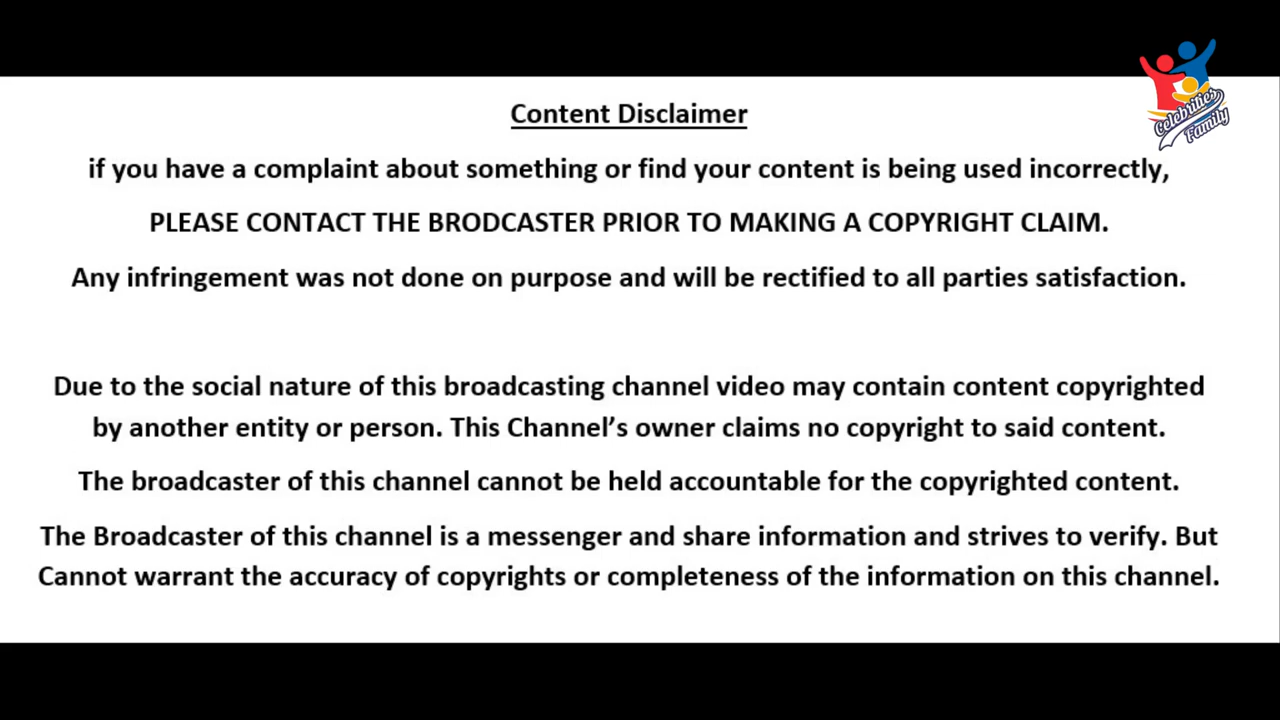 Celebrities
Family
Content Disclaimer
if you have a complaint about something or find your content is being used incorrectly,
PLEASE CONTACT THE BRODCASTER PRIOR TO MAKING A COPYRIGHT CLAIM.
Any infringement was not done on purpose and will be rectified to all parties satisfaction.
Due to the social nature of this broadcasting channel video may contain content copyrighted
by another entity or person. This Channel’s owner claims no copyright to said content.
The broadcaster of this channel cannot be held accountable for the copyrighted content.
The Broadcaster of this channel is a messenger and share information and strives to verify. But
Cannot warrant the accuracy of copyrights or completeness of the information on this channel.